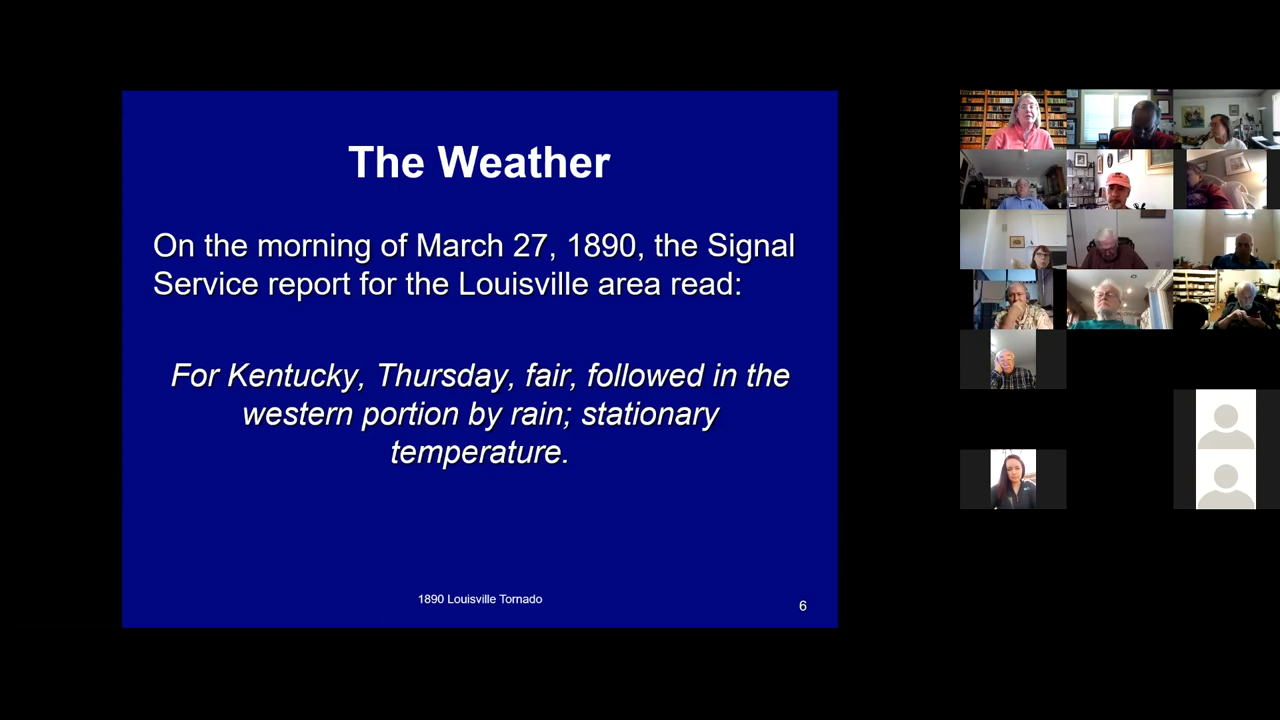 The Weather
On the morning of March 27, 1890, the Signal
Service report for the Louisville area read:
For Kentucky, Thursday, fair, followed in the
western portion by rain; stationary
temperature.
1890 Louisville Tornado
6